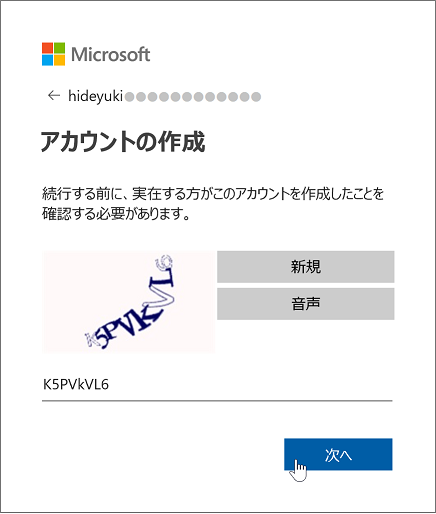 Microsoft
← hideyuki●●●●●●●●●●●●
アカウントの作成
続行する前に、実在する方がこのアカウントを作成したことを
確認する必要があります。
新規
音声
K5PVkVL6
次へ